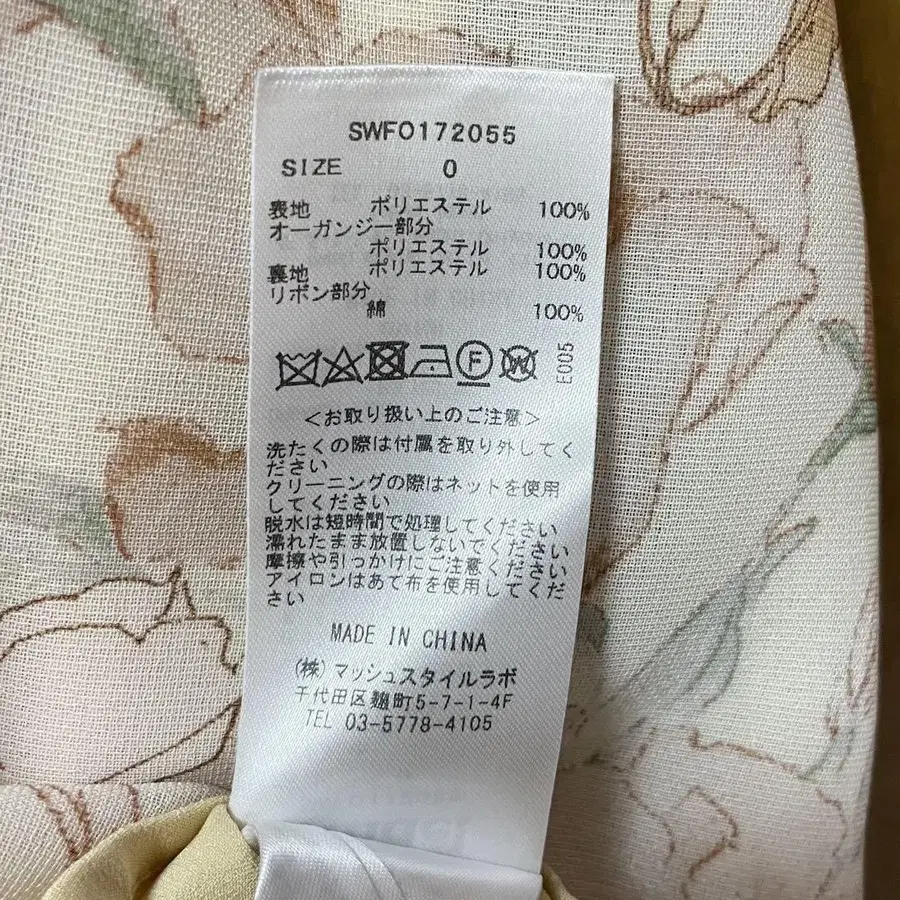 SWFO172055
SIZE 0
表地 ポリエステル 100%
オーガンジー部分
ポリエステル 100%
裏地 ポリエステル 100%
リボン部分
綿 100%
F W
E005
<お取り扱い上のご注意>
洗たくの際は付属を取り外してく
ださい
クリーニングの際はネットを使用
してください
脱水は短時間で処理してください
濡れたまま放置しないでください
摩擦や引っかけにご注意ください
アイロンはあて布を使用してくだ
さい
MADE IN CHINA
(株)マッシュスタイルラボ
千代田区麹町5-7-1-4F
TEL 03-5778-4105